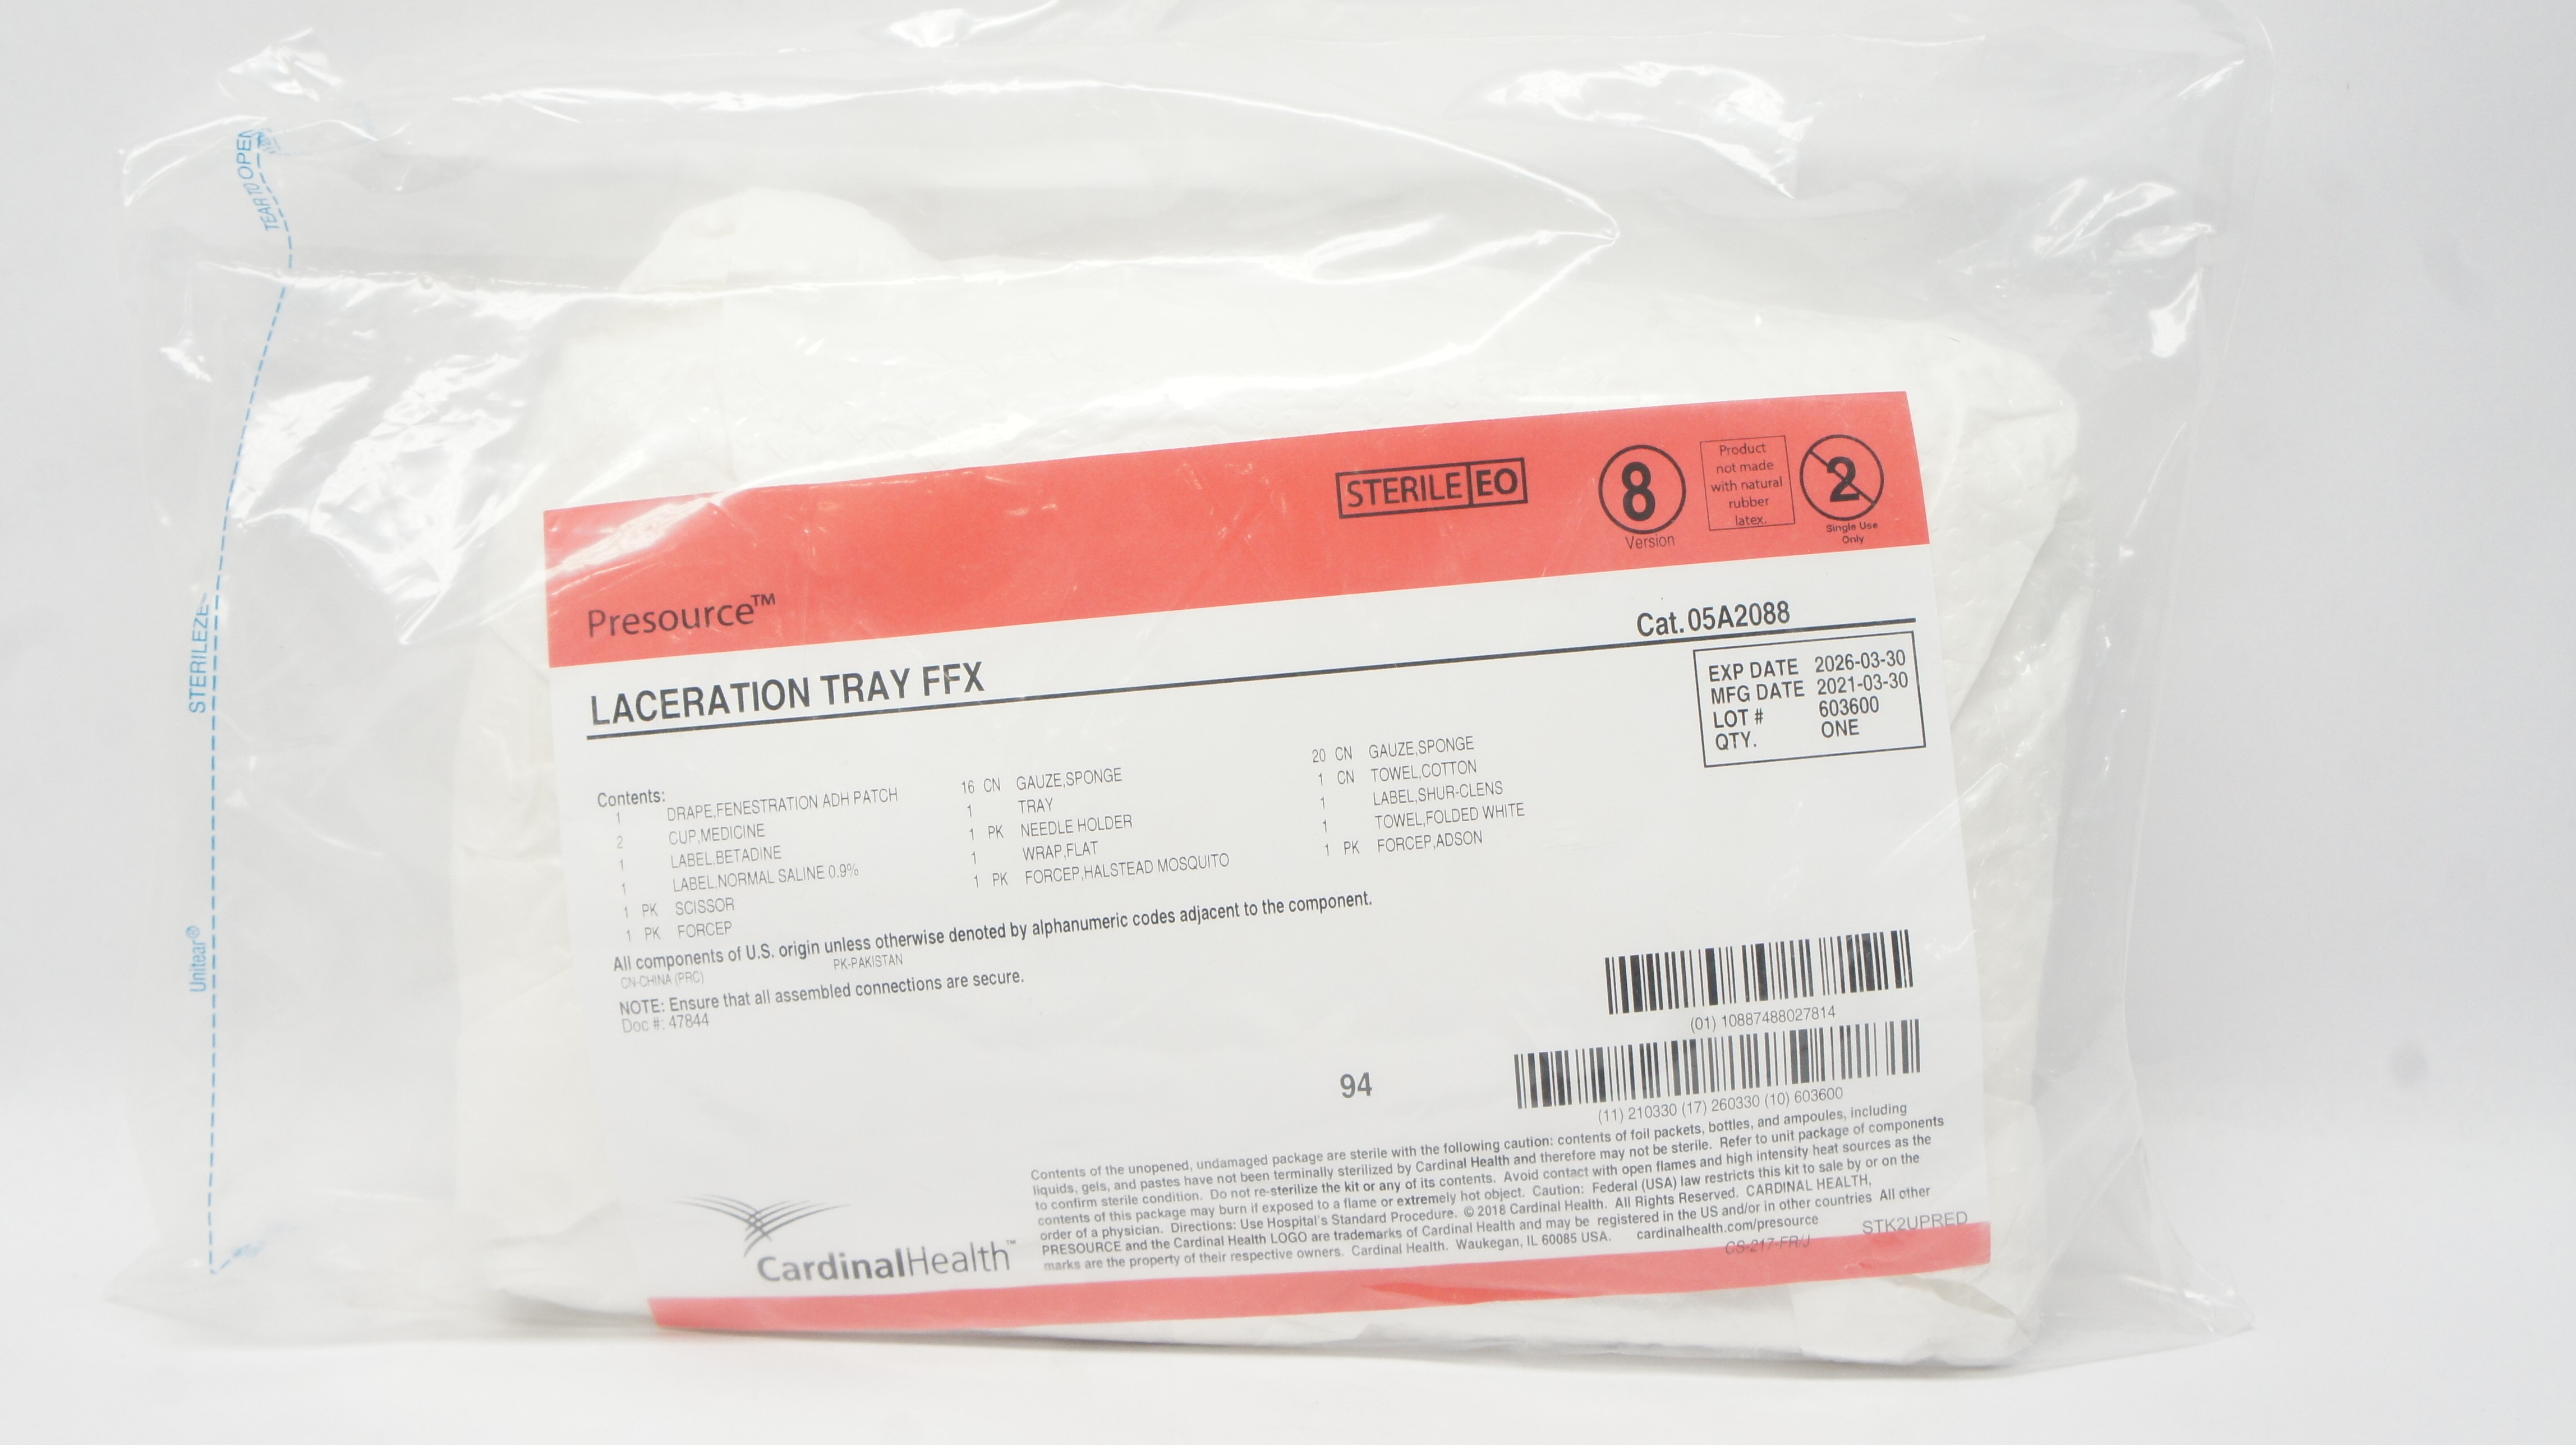 TEAR TO OPEN
STERILEZE
Unitear®
STERILE EO
8
Version
Product
not made
with natural
rubber
latex.
2
Single Use
Only
Presource™
Cat. 05A2088
LACERATION TRAY FFX
EXP DATE 2026-03-30
MFG DATE 2021-03-30
LOT # 603600
QTY. ONE
Contents:
1 DRAPE,FENESTRATION ADH PATCH
2 CUP,MEDICINE
1 LABEL,BETADINE
1 LABEL,NORMAL SALINE 0.9%
1 PK SCISSOR
1 PK FORCEP
16 CN GAUZE,SPONGE
1 TRAY
1 PK NEEDLE HOLDER
1 WRAP,FLAT
1 PK FORCEP,HALSTEAD MOSQUITO
20 CN GAUZE,SPONGE
1 CN TOWEL,COTTON
1 LABEL,SHUR-CLENS
1 TOWEL,FOLDED WHITE
1 PK FORCEP,ADSON
All components of U.S. origin unless otherwise denoted by alphanumeric codes adjacent to the component.
CN-CHINA (PRC) PK-PAKISTAN
NOTE: Ensure that all assembled connections are secure.
Doc #: 47844
(01) 10887488027814
94
(11) 210330 (17) 260330 (10) 603600
Contents of the unopened, undamaged package are sterile with the following caution: contents of foil packets, bottles, and ampoules, including
liquids, gels, and pastes have not been terminally sterilized by Cardinal Health and therefore may not be sterile. Refer to unit package of components
to confirm sterile condition. Do not re-sterilize the kit or any of its contents. Avoid contact with open flames and high intensity heat sources as the
contents of this package may burn if exposed to a flame or extremely hot object. Caution: Federal (USA) law restricts this kit to sale by or on the
order of a physician. Directions: Use Hospital's Standard Procedure. © 2018 Cardinal Health. All Rights Reserved. CARDINAL HEALTH,
PRESOURCE and the Cardinal Health LOGO are trademarks of Cardinal Health and may be registered in the US and/or in other countries All other
marks are the property of their respective owners. Cardinal Health. Waukegan, IL 60085 USA. cardinalhealth.com/presource
CS-217-FR/J
STK2UPRED
CardinalHealth™